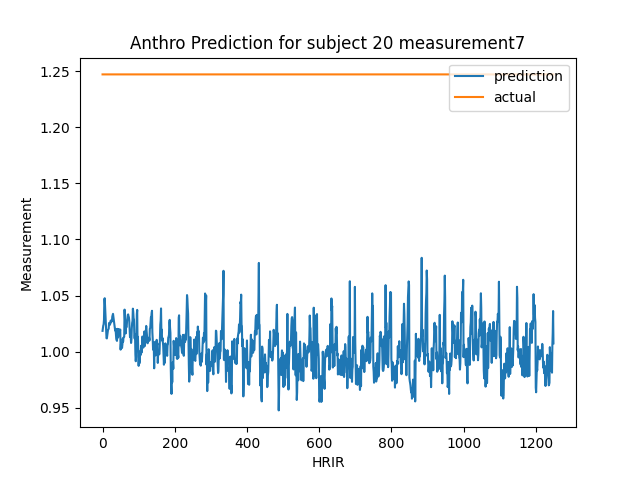 Anthro Prediction for subject 20 measurement7
prediction
actual
Measurement
1.25
1.20
1.15
1.10
1.05
1.00
0.95
0
200
400
600
800
1000
1200
HRIR